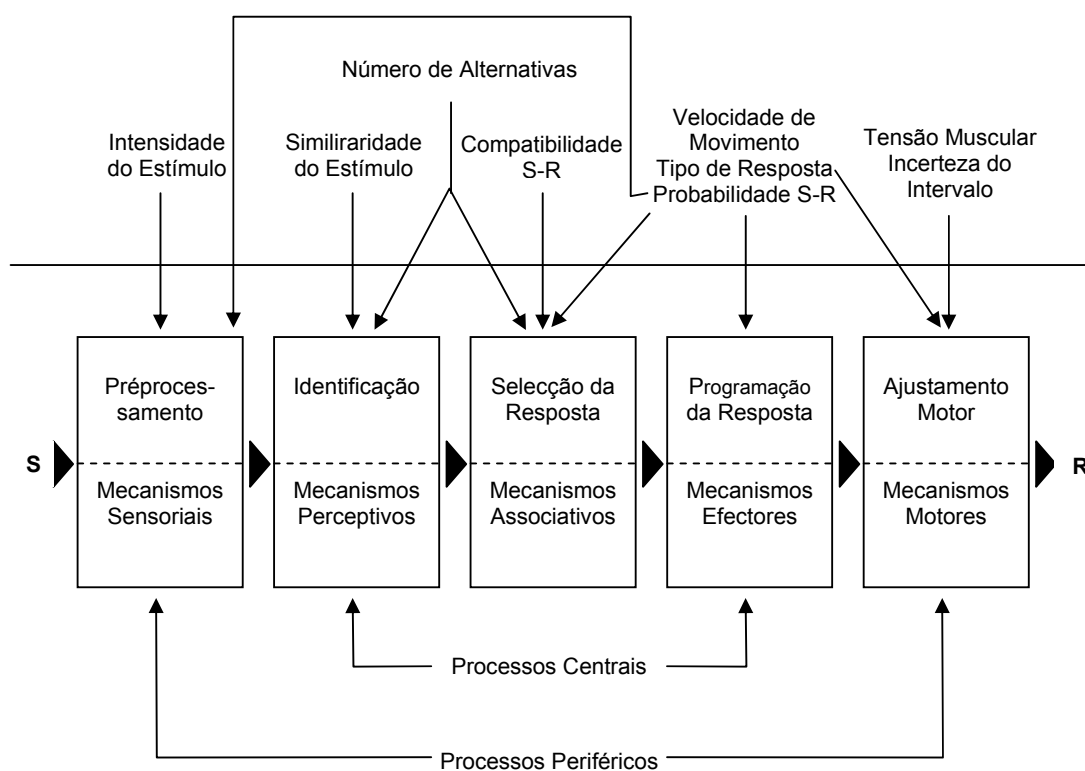 Número de Alternativas
Intensidade
do Estímulo
Similiraridade
do Estímulo
Compatibilidade
S-R
Velocidade de
Movimento
Tipo de Resposta
Probabilidade S-R
Tensão Muscular
Incerteza do
Intervalo
S
Préproces-
samento
Mecanismos
Sensoriais
Identificação
Mecanismos
Perceptivos
Selecção da
Resposta
Mecanismos
Associativos
Programação
da Resposta
Mecanismos
Efectores
Ajustamento
Motor
Mecanismos
Motores
R
Processos Centrais
Processos Periféricos